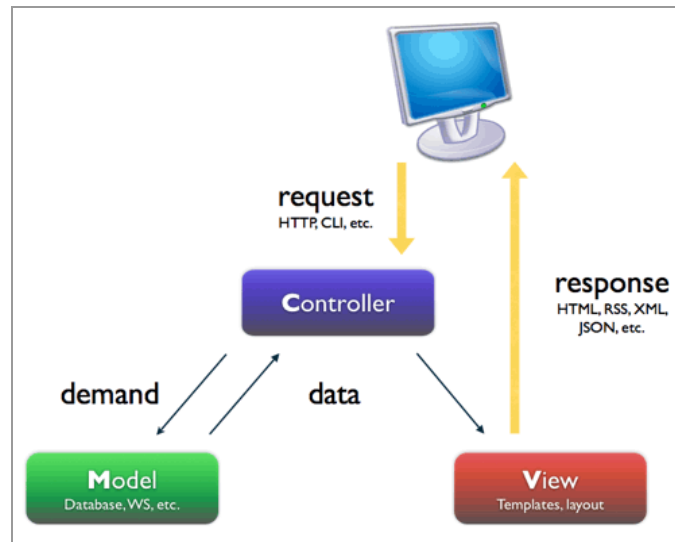 request
HTTP, CLI, etc.
Controller
response
HTML, RSS, XML,
JSON, etc.
demand
data
Model
Database, WS, etc.
View
Templates, layout